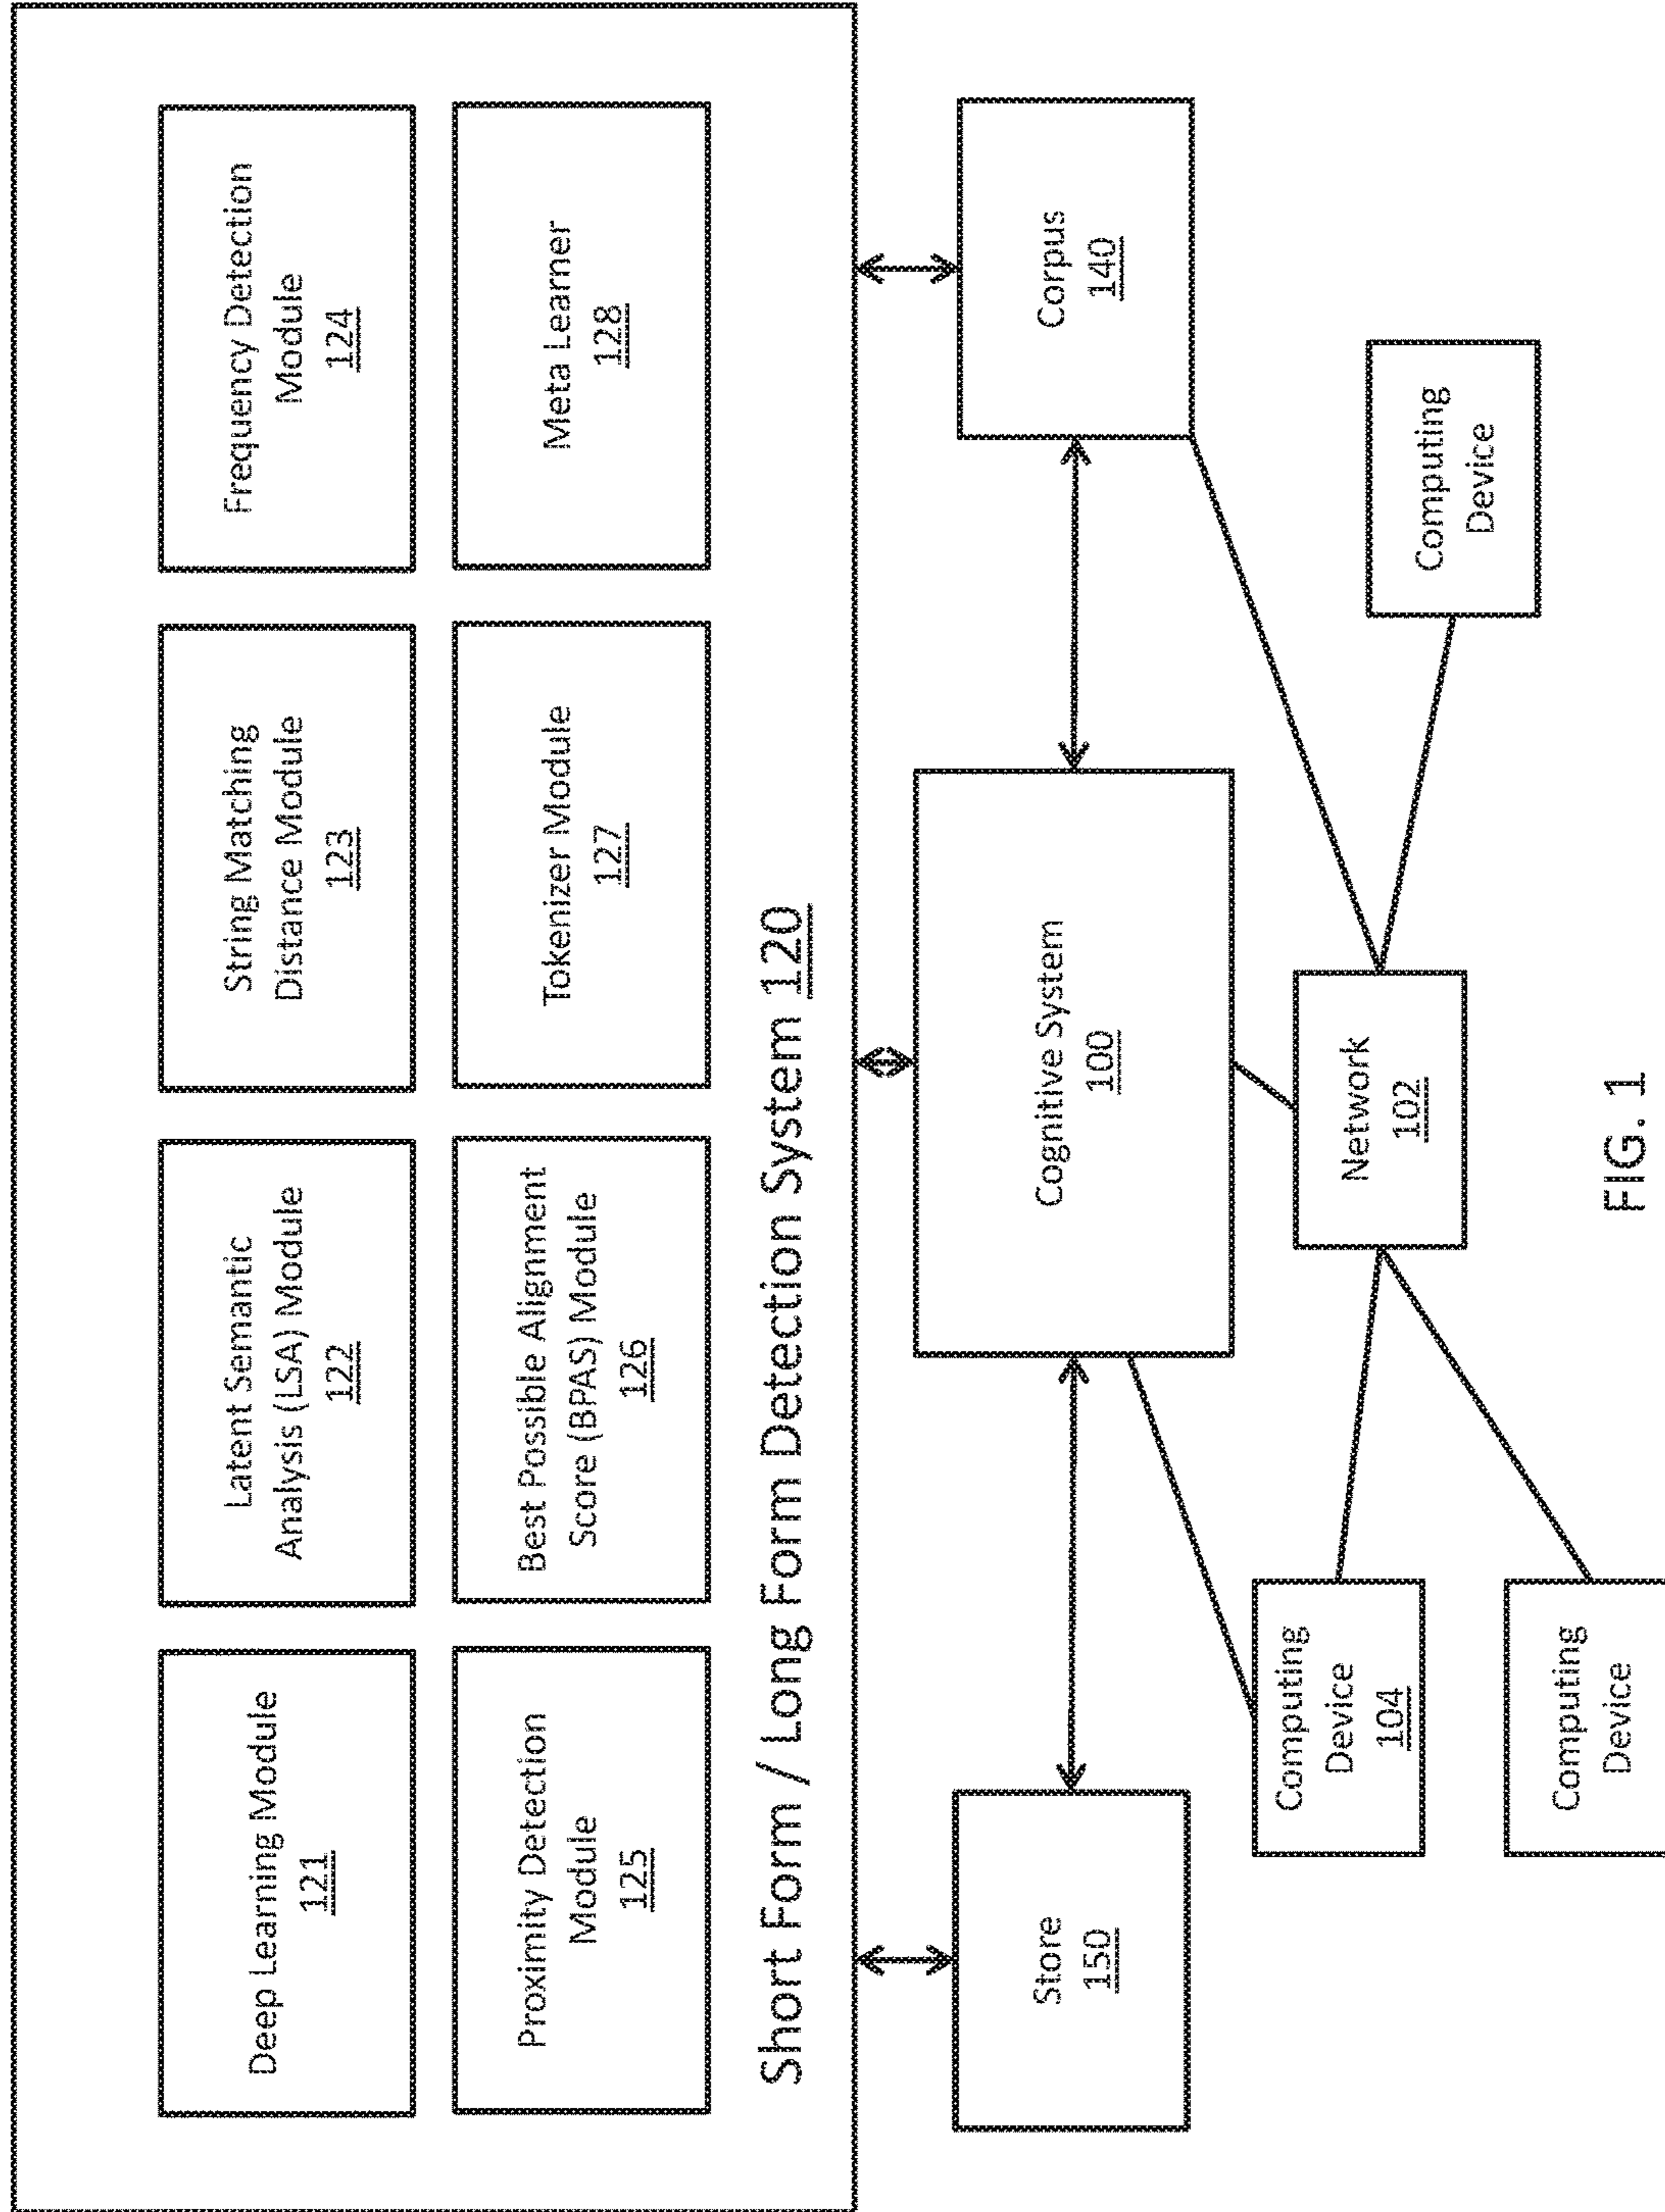 Deep Learning Module
121
Latent Semantic
Analysis (LSA) Module
122
String Matching
Distance Module
123
Frequency Detection
Module
124
Proximity Detection
Module
125
Best Possible Alignment
Score (BPAS) Module
126
Tokenizer Module
127
Meta Learner
128
Short Form / Long Form Detection System 120
Store
150
Cognitive System
100
Corpus
140
Computing
Device
104
Network
102
Computing
Device
Computing
Device
FIG. 1